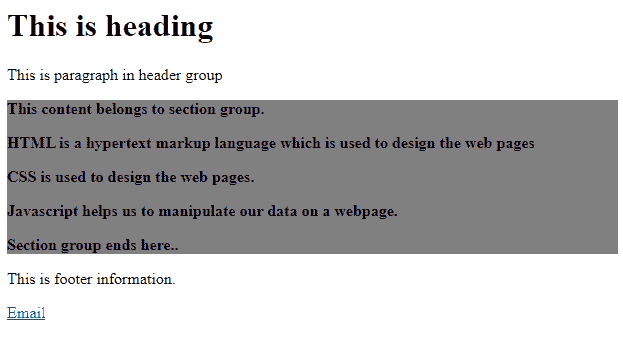 This is heading
This is paragraph in header group
This content belongs to section group.
HTML is a hypertext markup language which is used to design the web pages
CSS is used to design the web pages.
Javascript helps us to manipulate our data on a webpage.
Section group ends here..
This is footer information.
Email